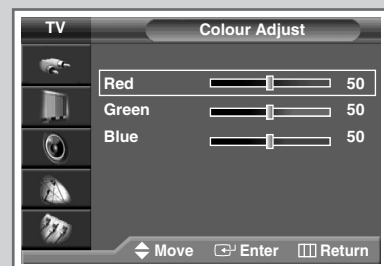 TV Colour Adjust
Red 50
Green 50
Blue 50
Move Enter Return